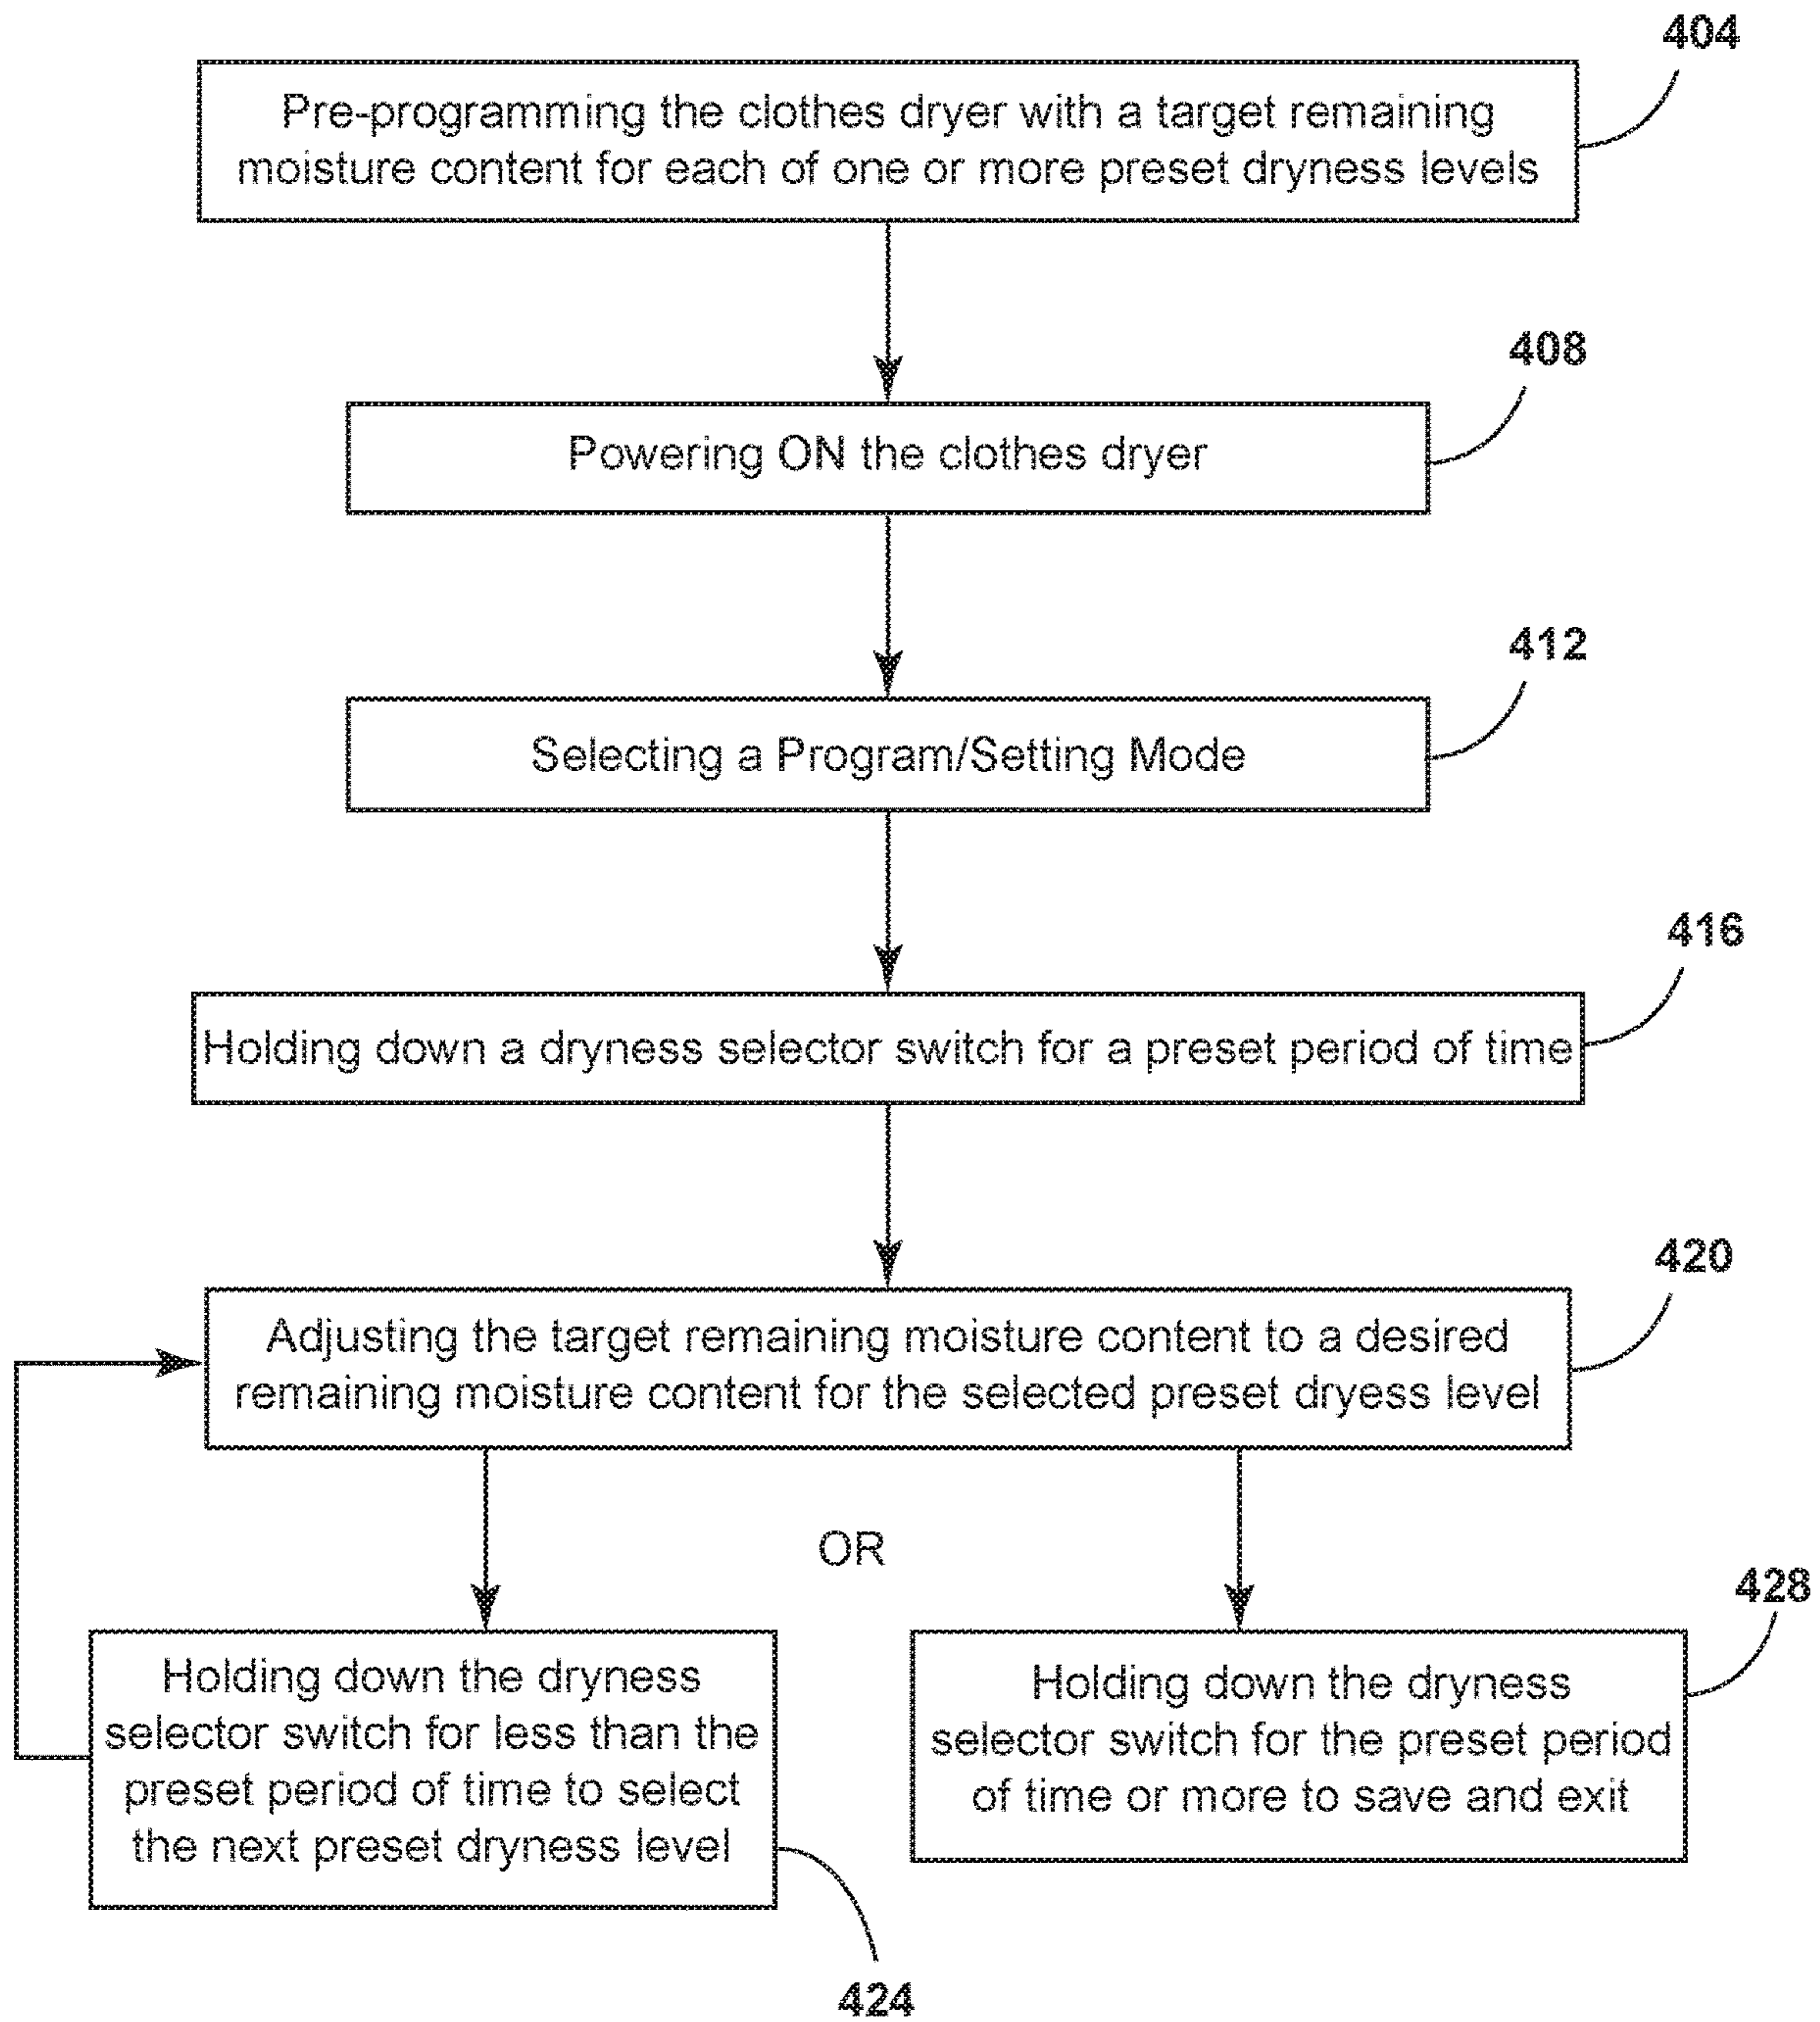 404
Pre-programming the clothes dryer with a target remaining
moisture content for each of one or more preset dryness levels
408
Powering ON the clothes dryer
412
Selecting a Program/Setting Mode
416
Holding down a dryness selector switch for a preset period of time
420
Adjusting the target remaining moisture content to a desired
remaining moisture content for the selected preset dryess level
OR
428
Holding down the dryness
selector switch for less than the
preset period of time to select
the next preset dryness level
Holding down the dryness
selector switch for the preset period
of time or more to save and exit
424